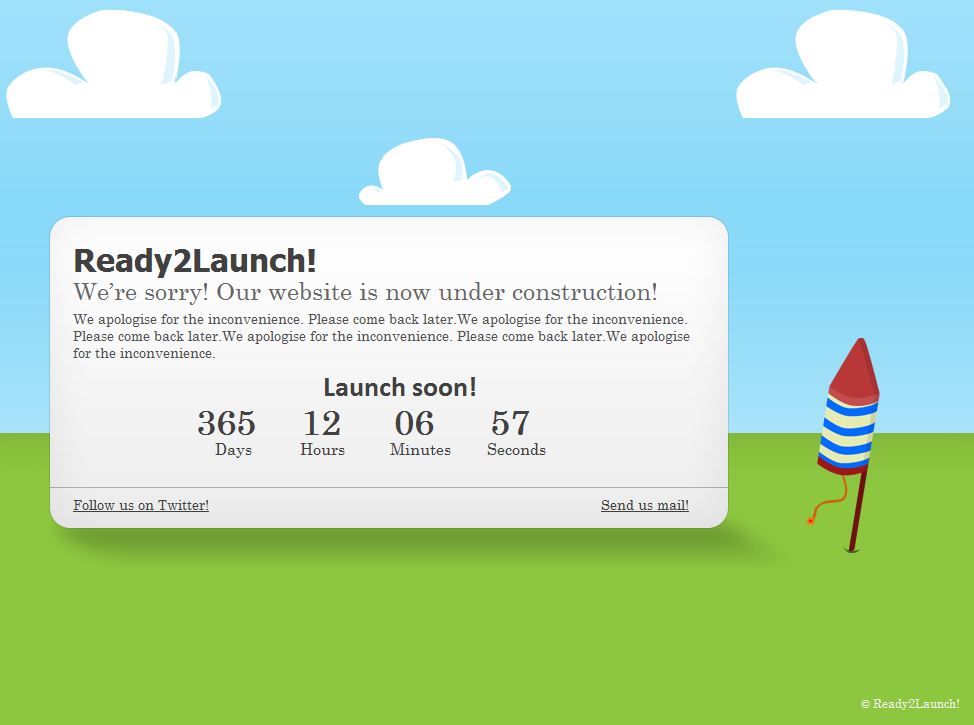 Ready2Launch!
We're sorry! Our website is now under construction!
We apologise for the inconvenience. Please come back later.We apologise for the inconvenience.
Please come back later.We apologise for the inconvenience. Please come back later.We apologise
for the inconvenience.
Launch soon!
365 12 06 57
Days Hours Minutes Seconds
Follow us on Twitter! Send us mail!
© Ready2Launch!